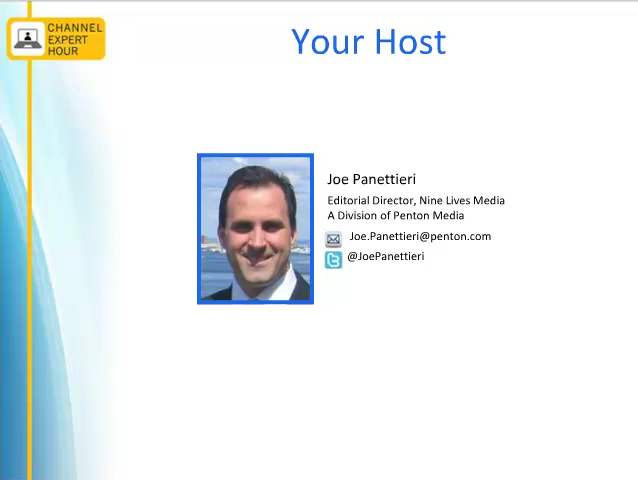 CHANNEL
EXPERT
HOUR
Your Host
Joe Panettieri
Editorial Director, Nine Lives Media
A Division of Penton Media
Joe.Panettieri@penton.com
@JoePanettieri